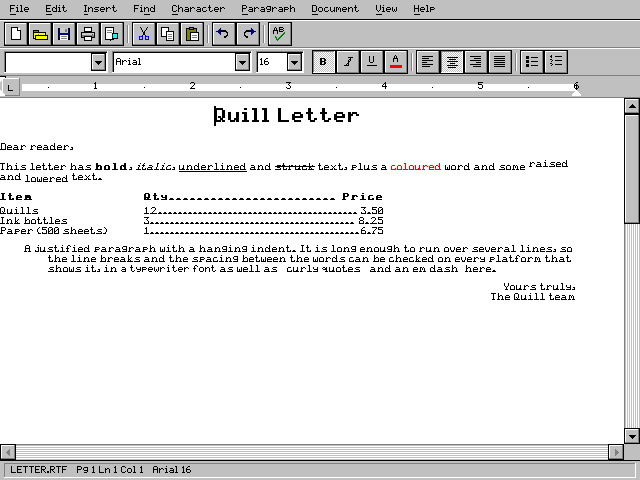 File Edit Insert Find Character Paragraph Document View Help
ABC
Arial 16 B I U A
L 1 2 3 4 5 6
Quill Letter
Dear reader,
This letter has bold, italic, underlined and struck text, plus a coloured word and some raised
and lowered text.
Item Qty........................... Price
Quills 12................................................ 3.50
Ink bottles 3.................................................. 8.25
Paper (500 sheets) 1...................................................6.75
A justified paragraph with a hanging indent. It is long enough to run over several lines, so
the line breaks and the spacing between the words can be checked on every platform that
shows it, in a typewriter font as well as curly quotes and an em dash here.
Yours truly,
The Quill team
LETTER.RTF Pg 1 Ln 1 Col 1 Arial 16